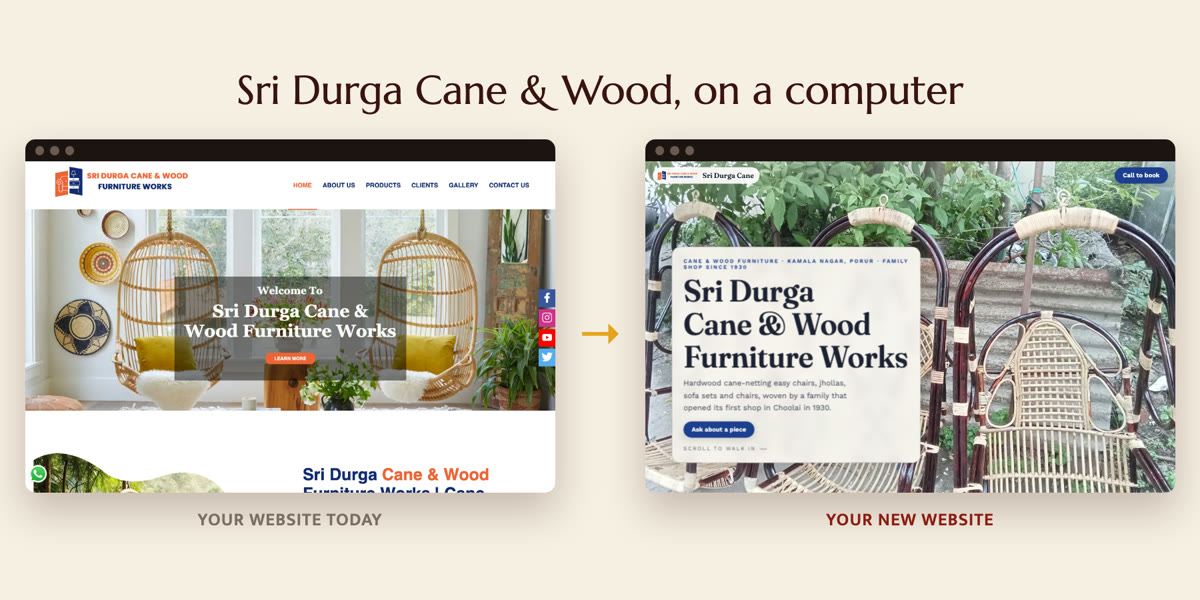 Sri Durga Cane & Wood, on a computer
SRI DURGA CANE & WOOD
FURNITURE WORKS
HOME
ABOUT US
PRODUCTS
CLIENTS
GALLERY
CONTACT US
Welcome To
Sri Durga Cane &
Wood Furniture Works
LEARN MORE
Sri Durga Cane & Wood
Furniture Works | Cane
YOUR WEBSITE TODAY
Sri Durga Cane
Call to book
CANE & WOOD FURNITURE · KAMALA NAGAR, PORUR · FAMILY
SHOP SINCE 1930
Sri Durga
Cane & Wood
Furniture Works
Hardwood cane-netting easy chairs, jhollas,
sofa sets and chairs, woven by a family that
opened its first shop in Choolai in 1930.
Ask about a piece
SCROLL TO WALK IN
YOUR NEW WEBSITE